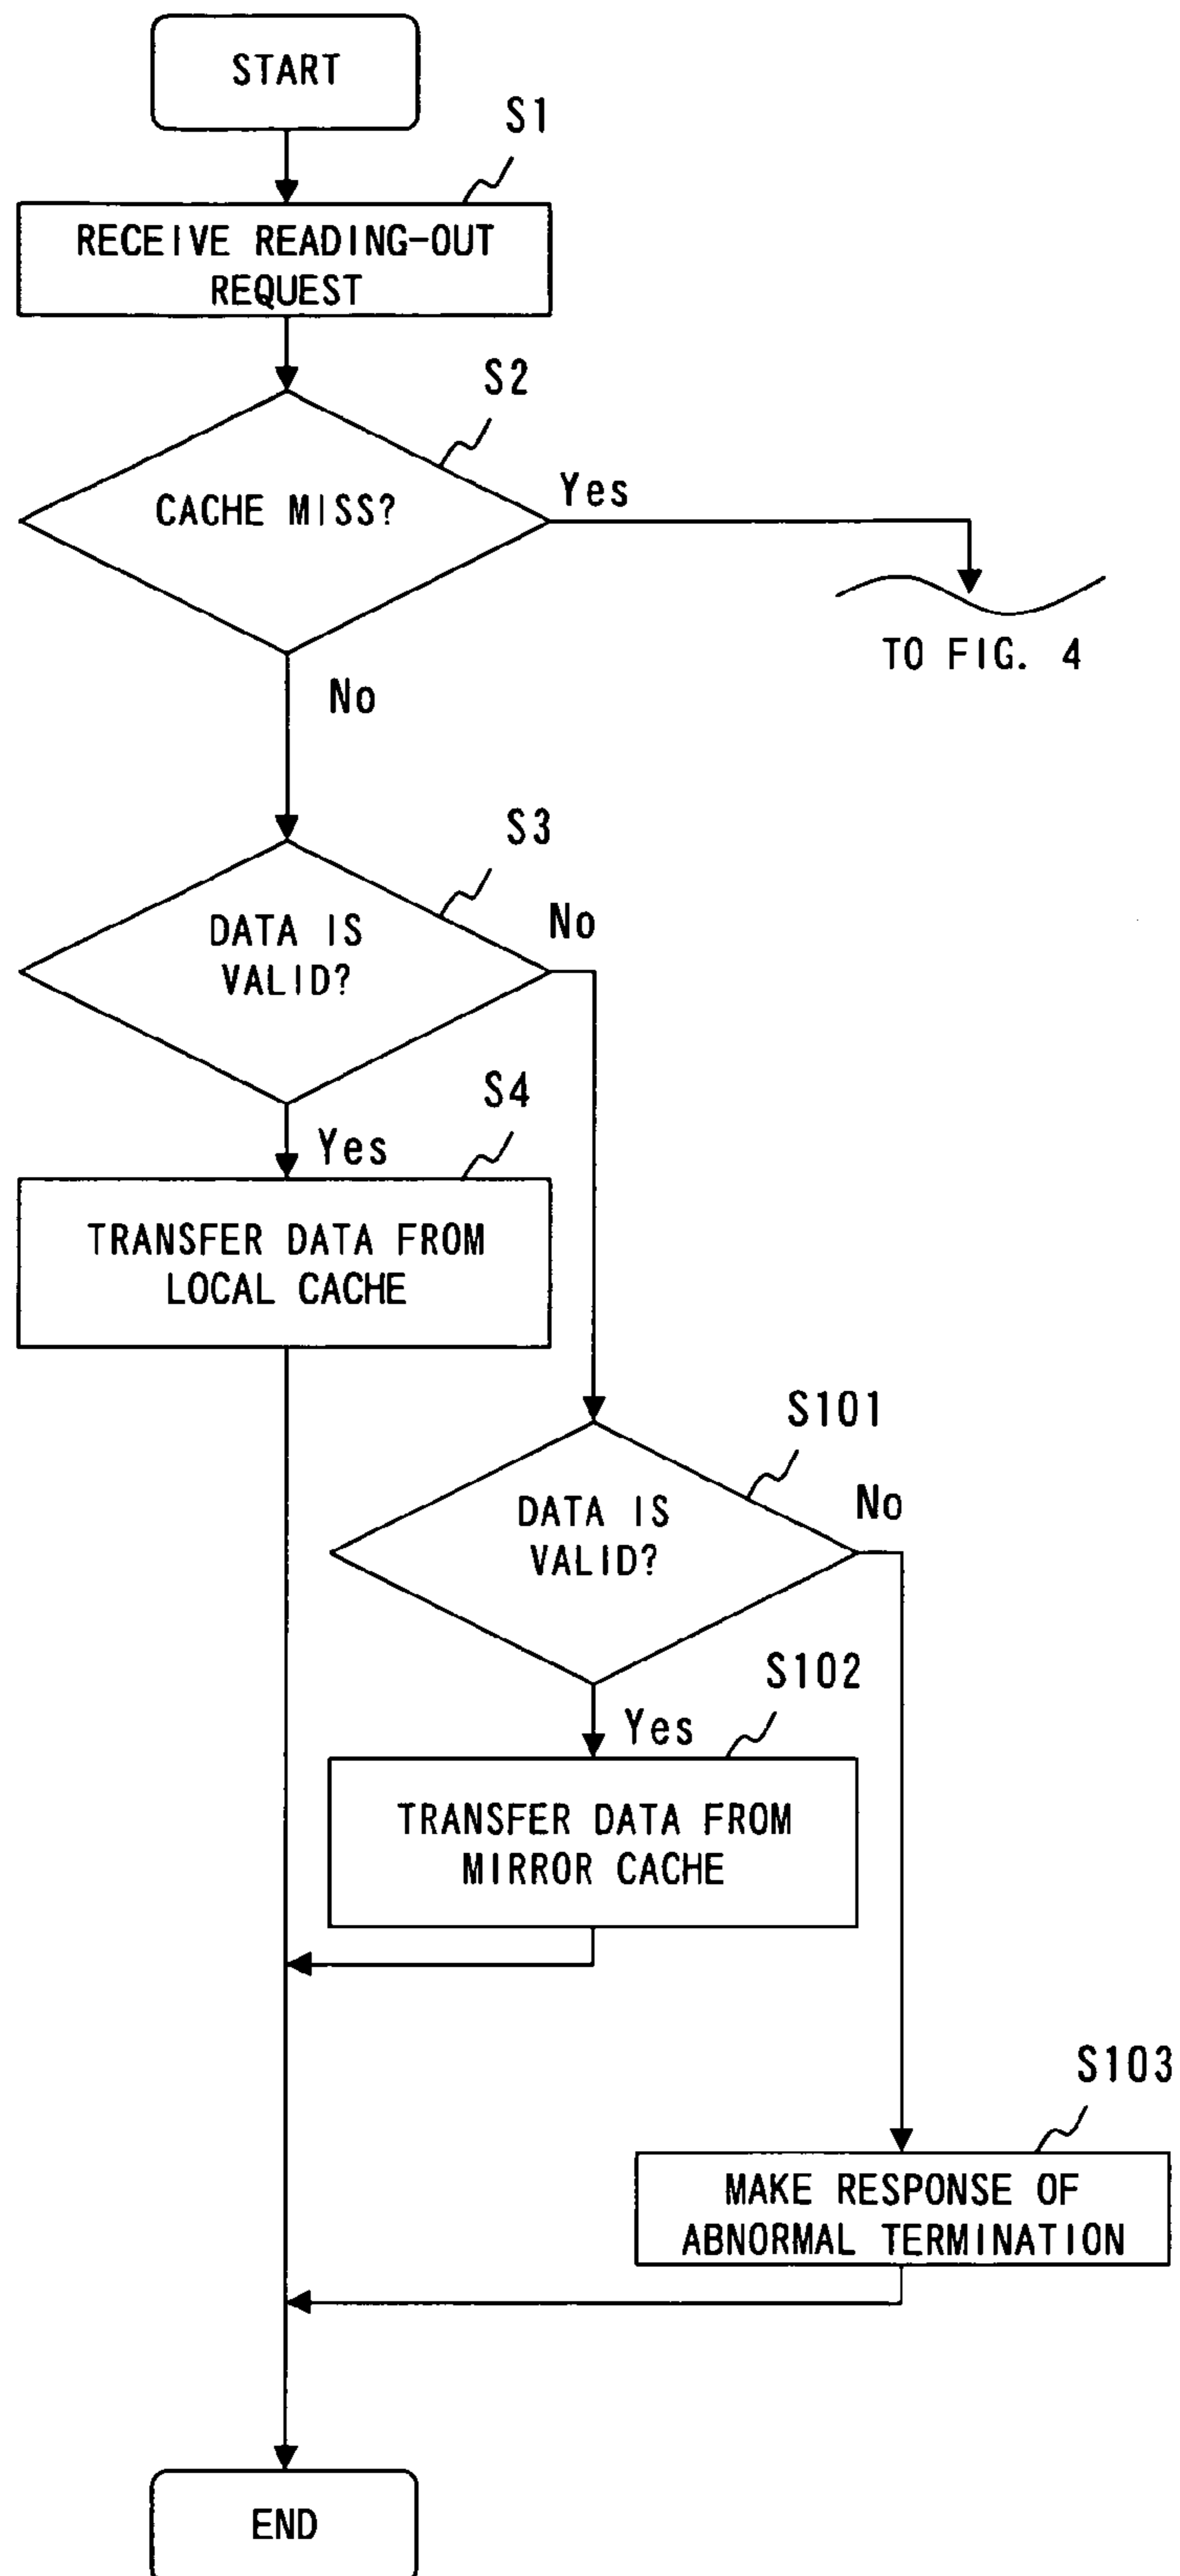 START
S1
RECEIVE READING-OUT
REQUEST
S2
CACHE MISS?
Yes
TO FIG. 4
No
S3
DATA IS
VALID?
No
S4
Yes
TRANSFER DATA FROM
LOCAL CACHE
S101
DATA IS
VALID?
No
S102
Yes
TRANSFER DATA FROM
MIRROR CACHE
S103
MAKE RESPONSE OF
ABNORMAL TERMINATION
END